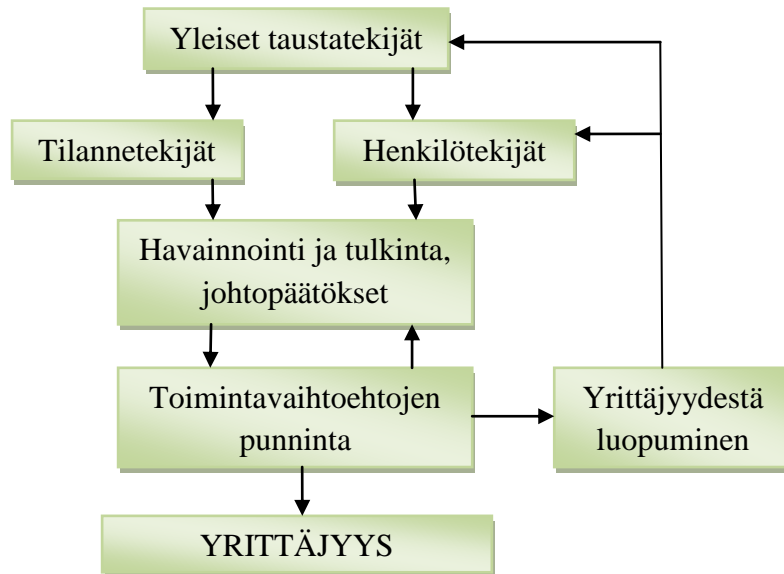 Yleiset taustatekijät
Tilannetekijät
Henkilötekijät
Havainnointi ja tulkinta,
johtopäätökset
Toimintavaihtoehtojen
punninta
Yrittäjyydestä
luopuminen
YRITTÄJYYS